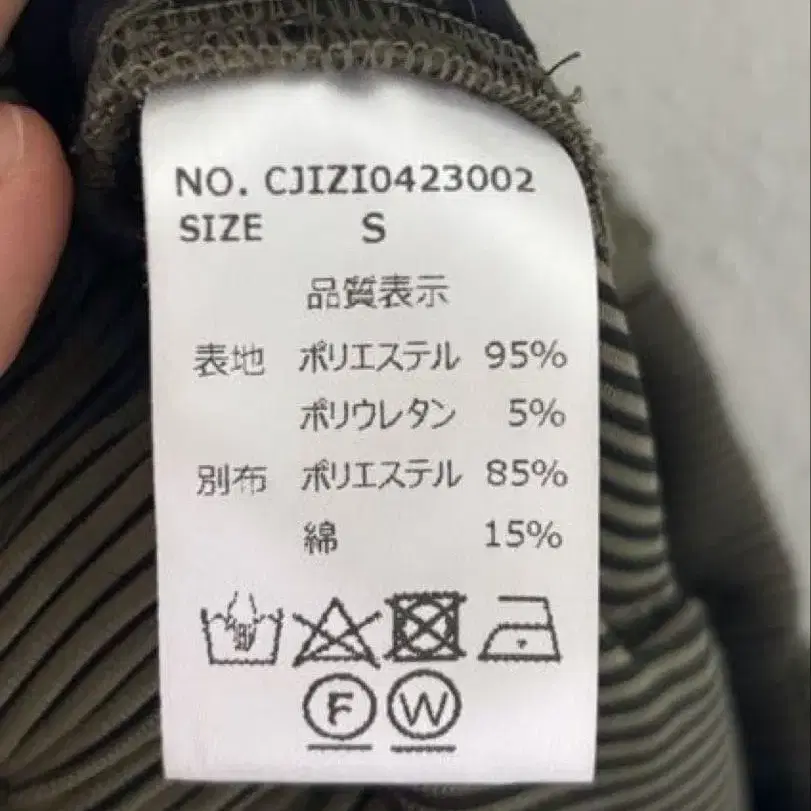 NO. CJIZI0423002
SIZE S
品質表示
表地 ポリエステル 95%
ポリウレタン 5%
別布 ポリエステル 85%
綿 15%
F W